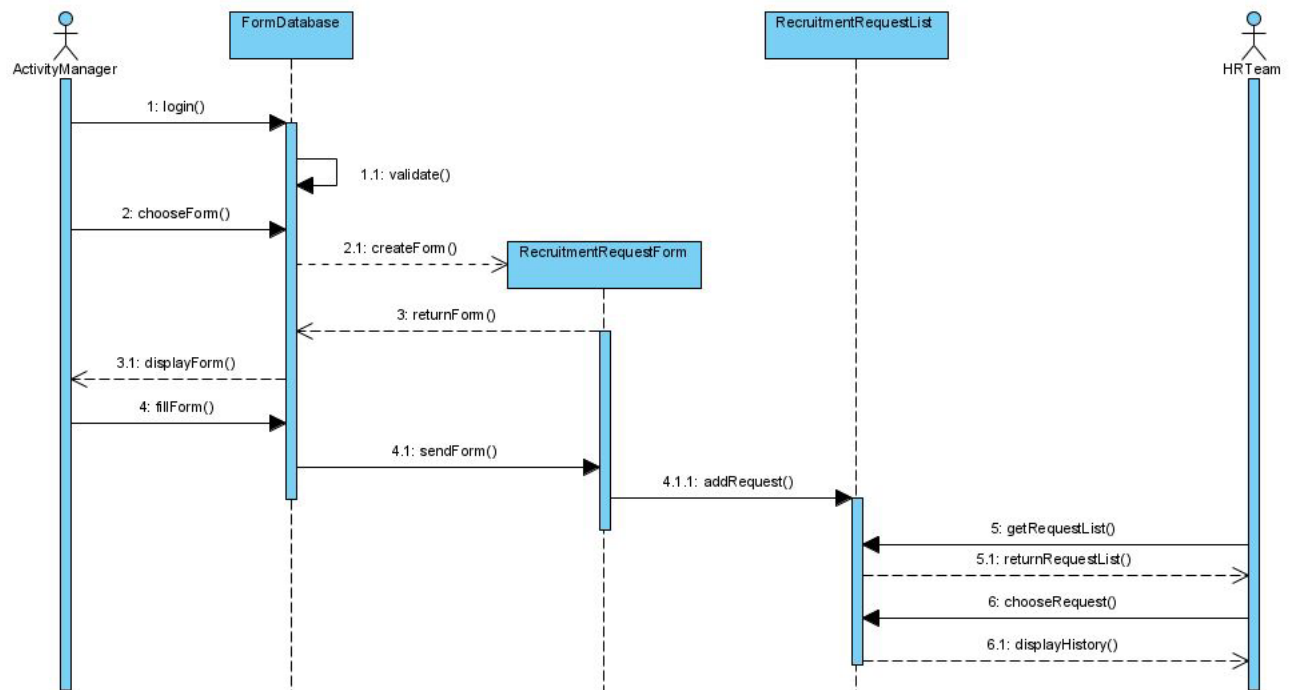 FormDatabase
RecruitmentRequestList
ActivityManager
HRTeam
1: login()
1.1: validate()
2: chooseForm()
2.1: createForm()
RecruitmentRequestForm
3: returnForm()
3.1: displayForm()
4: fillForm()
4.1: sendForm()
4.1.1: addRequest()
5: getRequestList()
5.1: returnRequestList()
6: chooseRequest()
6.1: displayHistory()